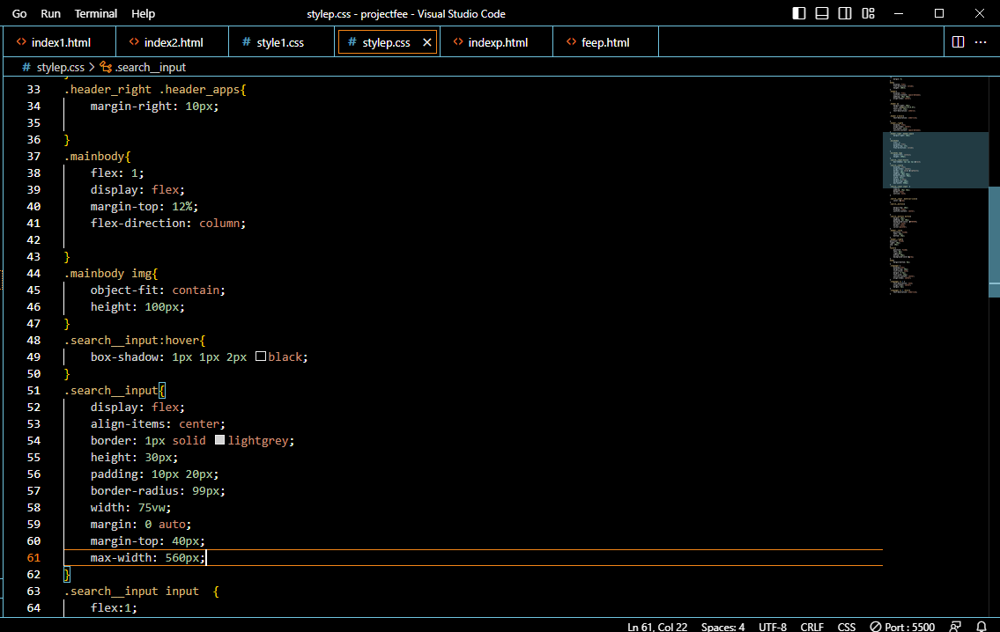 Go Run Terminal Help stylep.css - projectfee - Visual Studio Code
index1.html index2.html # style1.css # stylep.css indexp.html feep.html
# stylep.css > .search__input
33 .header_right .header_apps{
34 margin-right: 10px;
35
36 }
37 .mainbody{
38 flex: 1;
39 display: flex;
40 margin-top: 12%;
41 flex-direction: column;
42
43 }
44 .mainbody img{
45 object-fit: contain;
46 height: 100px;
47 }
48 .search__input:hover{
49 box-shadow: 1px 1px 2px black;
50 }
51 .search__input{
52 display: flex;
53 align-items: center;
54 border: 1px solid lightgrey;
55 height: 30px;
56 padding: 10px 20px;
57 border-radius: 99px;
58 width: 75vw;
59 margin: 0 auto;
60 margin-top: 40px;
61 max-width: 560px;
62 }
63 .search__input input  {
64 flex:1;
Ln 61, Col 22 Spaces: 4 UTF-8 CRLF CSS Port : 5500